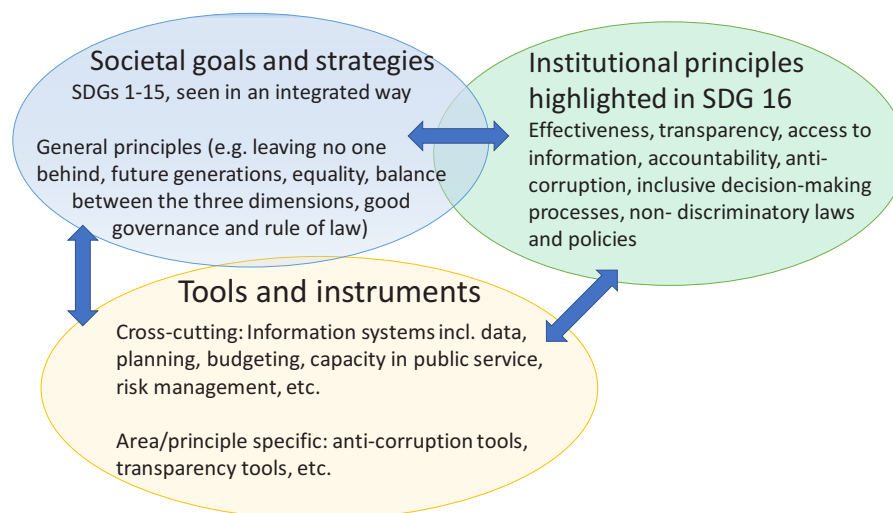 Societal goals and strategies
SDGs 1-15, seen in an integrated way
General principles (e.g. leaving no one
behind, future generations, equality, balance
between the three dimensions, good
governance and rule of law)
Institutional principles
highlighted in SDG 16
Effectiveness, transparency, access to
information, accountability, anti-
corruption, inclusive decision-making
processes, non- discriminatory laws
and policies
Tools and instruments
Cross-cutting: Information systems incl. data,
planning, budgeting, capacity in public service,
risk management, etc.
Area/principle specific: anti-corruption tools,
transparency tools, etc.